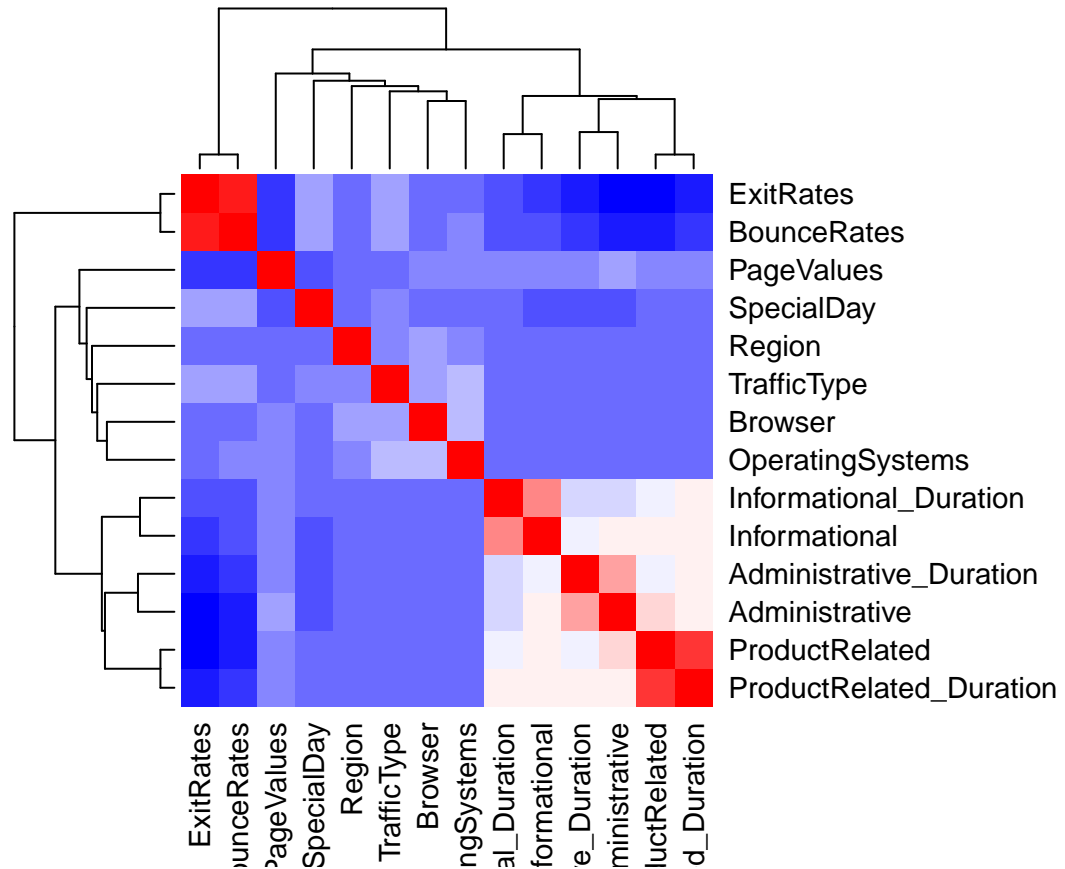 ExitRates
BounceRates
PageValues
SpecialDay
Region
TrafficType
Browser
OperatingSystems
Informational_Duration
Informational
Administrative_Duration
Administrative
ProductRelated
ProductRelated_Duration
ExitRates
ounceRates
PageValues
SpecialDay
Region
TrafficType
Browser
ngSystems
al_Duration
formational
e_Duration
ministrative
luctRelated
d_Duration